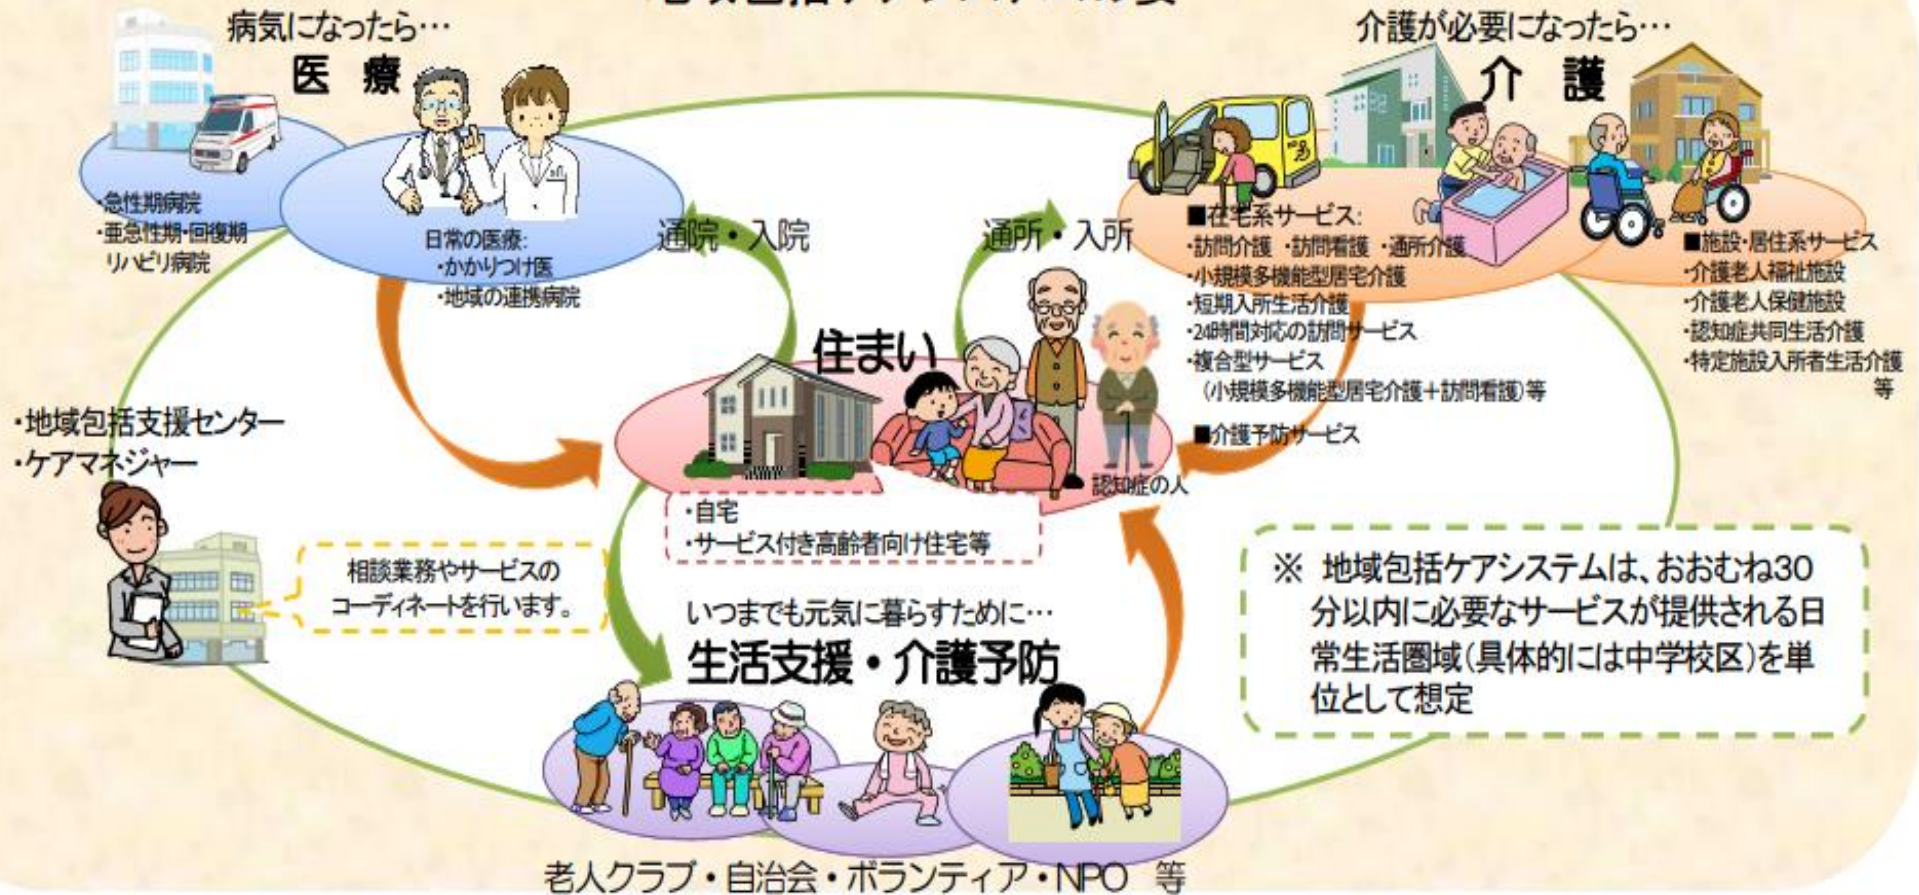 病気になったら…
医 療
・急性期病院
・亜急性期・回復期
リハビリ病院
日常の医療:
・かかりつけ医
・地域の連携病院
通院・入院
通所・入所
介護が必要になったら…
介 護
■在宅系サービス:
・訪問介護 ・訪問看護 ・通所介護
・小規模多機能型居宅介護
・短期入所生活介護
・24時間対応の訪問サービス
・複合型サービス
(小規模多機能型居宅介護+訪問看護)等
■介護予防サービス
■施設・居住系サービス
・介護老人福祉施設
・介護老人保健施設
・認知症共同生活介護
・特定施設入所者生活介護
等
住まい
認知症の人
・自宅
・サービス付き高齢者向け住宅等
・地域包括支援センター
・ケアマネジャー
相談業務やサービスの
コーディネートを行います。
いつまでも元気に暮らすために…
生活支援・介護予防
老人クラブ・自治会・ボランティア・NPO 等
※ 地域包括ケアシステムは、おおむね30
分以内に必要なサービスが提供される日
常生活圏域(具体的には中学校区)を単
位として想定